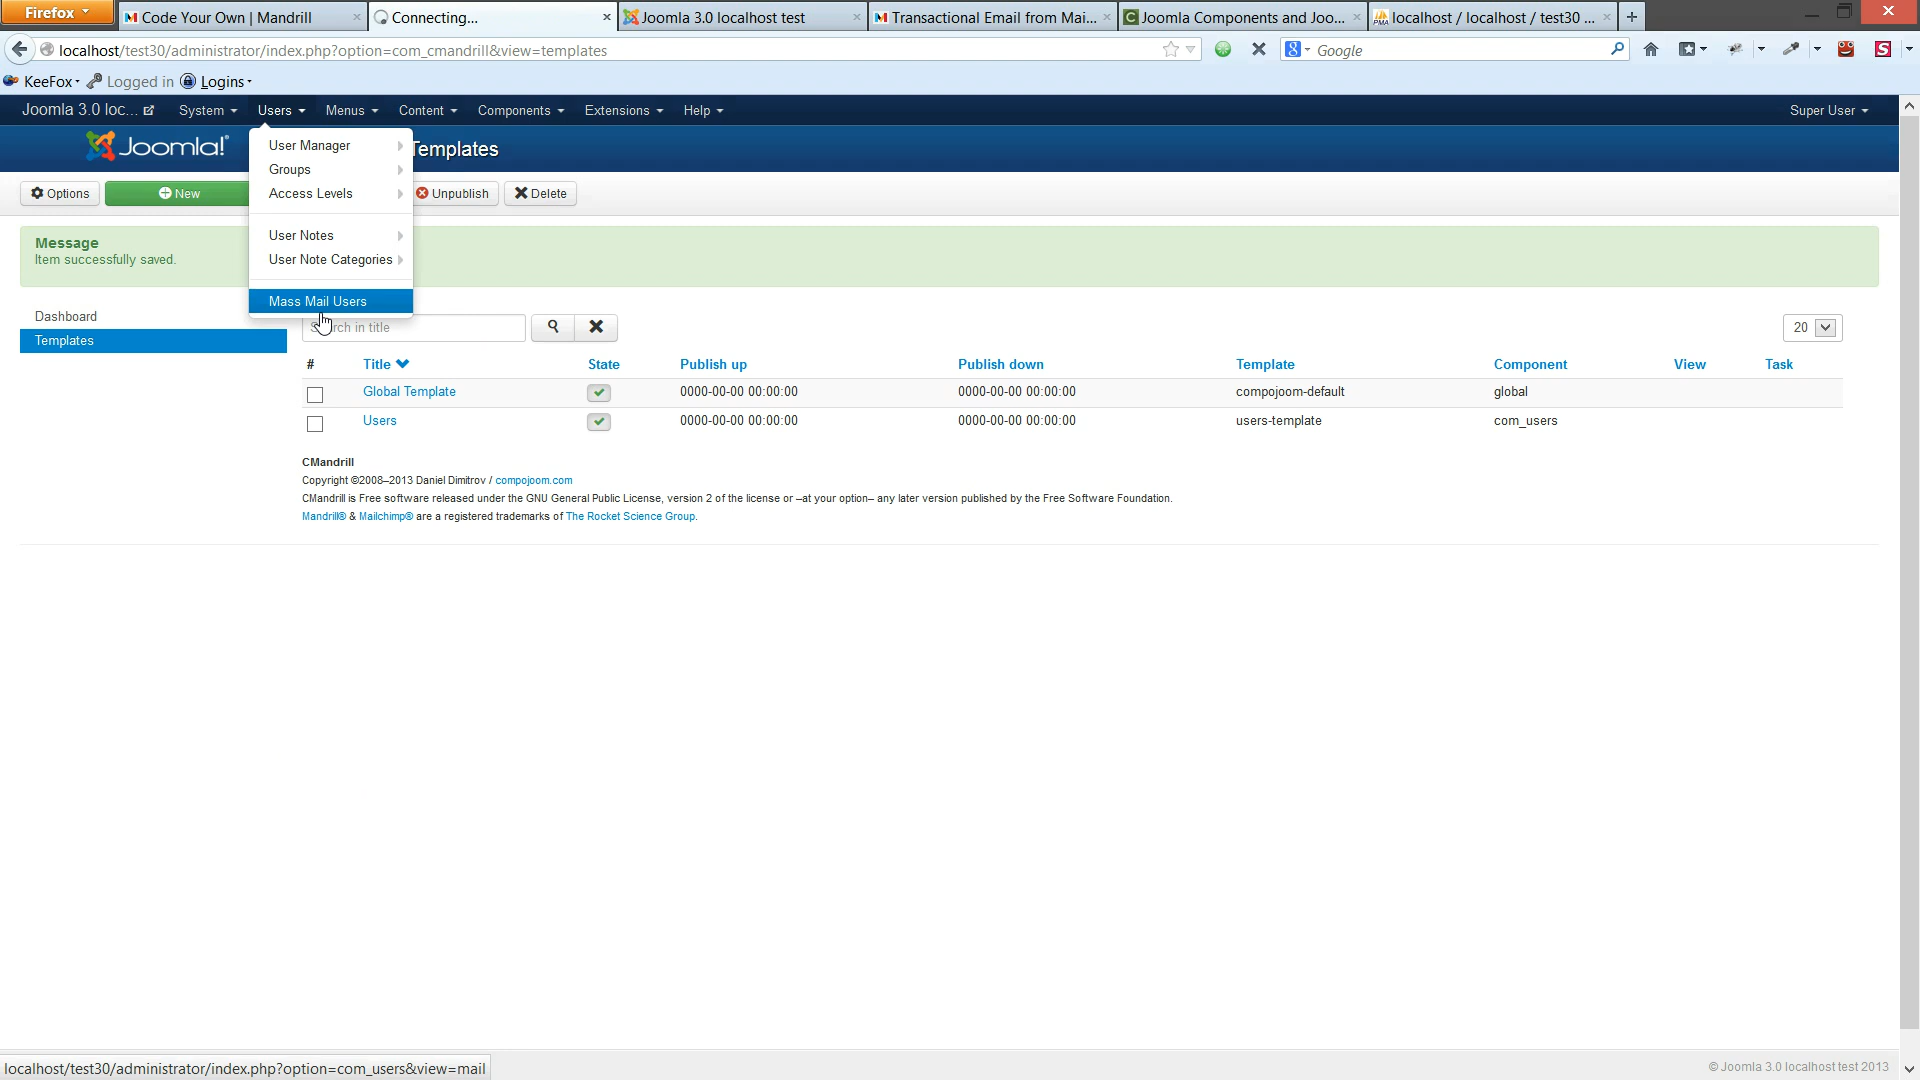 Firefox
Code Your Own | Mandrill
Connecting...
Joomla 3.0 localhost test
Transactional Email from Mai...
Joomla Components and Joo...
localhost / localhost / test30 ...
localhost/test30/administrator/index.php?option=com_cmandrill&view=templates
Google
KeeFox
Logged in
Logins
Joomla 3.0 loc...
System
Users
Menus
Content
Components
Extensions
Help
Super User
Joomla!
Templates
Options
New
Unpublish
Delete
User Manager
Groups
Access Levels
User Notes
User Note Categories
Mass Mail Users
Message
Item successfully saved.
Dashboard
Templates
in title
20
# Title State Publish up Publish down Template Component View Task
Global Template 0000-00-00 00:00:00 0000-00-00 00:00:00 compojoom-default global
Users 0000-00-00 00:00:00 0000-00-00 00:00:00 users-template com_users
CMandrill
Copyright ©2008–2013 Daniel Dimitrov / compojoom.com
CMandrill is Free software released under the GNU General Public License, version 2 of the license or –at your option– any later version published by the Free Software Foundation.
Mandrill® & Mailchimp® are a registered trademarks of The Rocket Science Group.
localhost/test30/administrator/index.php?option=com_users&view=mail
© Joomla 3.0 localhost test 2013